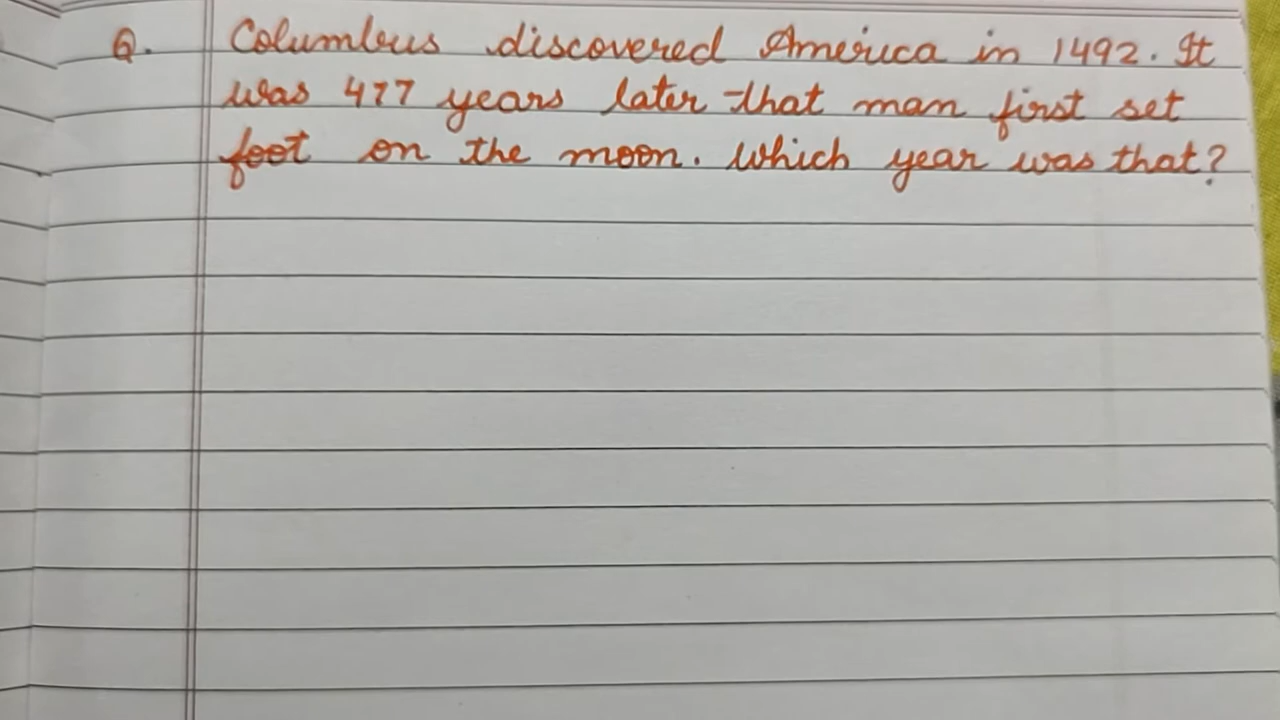 Q. Columbus discovered America in 1492. It
was 477 years later that man first set
foot on the moon. Which year was that?